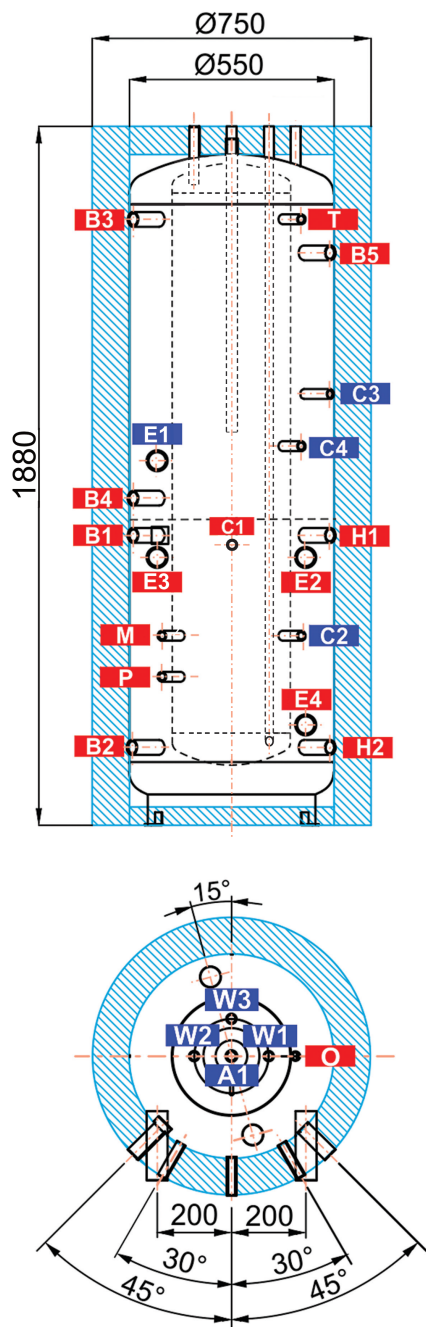 Ø750
Ø550
1880
B3 T
B5
C3
E1 C4
B4
B1 C1 H1
E3 E2
M C2
P
E4
B2 H2
15°
W3
W2 W1
A1 O
200 200
30° 30°
45° 45°